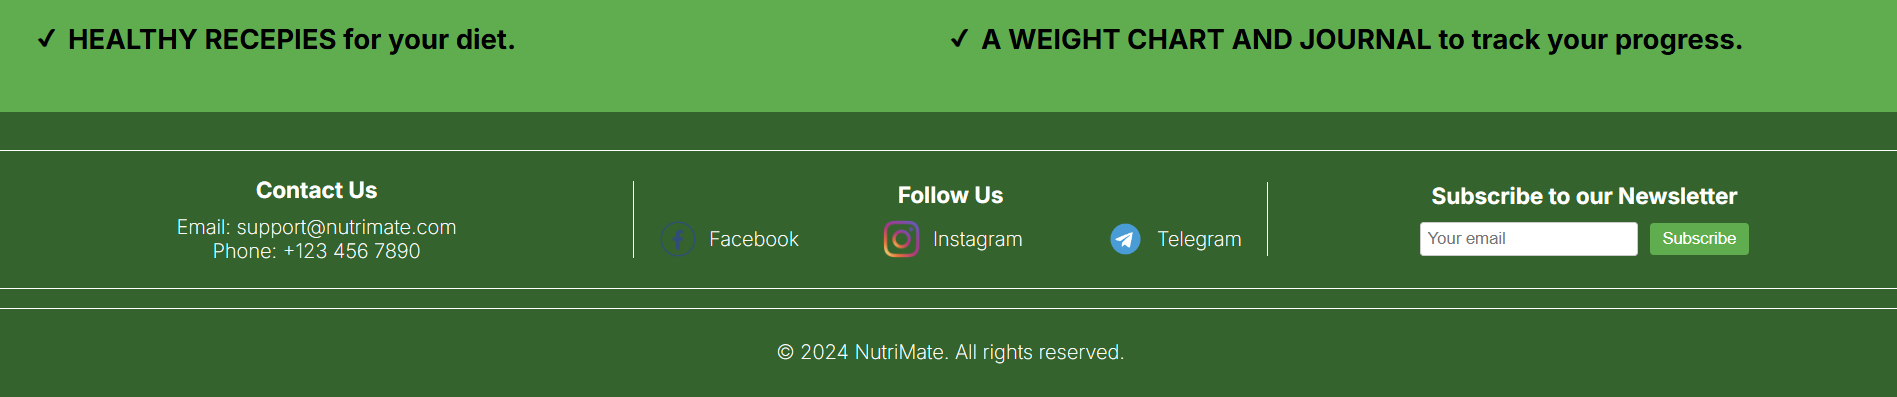 ✓ HEALTHY RECEPIES for your diet.
✓ A WEIGHT CHART AND JOURNAL to track your progress.
Contact Us
Email: support@nutrimate.com
Phone: +123 456 7890
Follow Us
Facebook
Instagram
Telegram
Subscribe to our Newsletter
Your email
Subscribe
© 2024 NutriMate. All rights reserved.